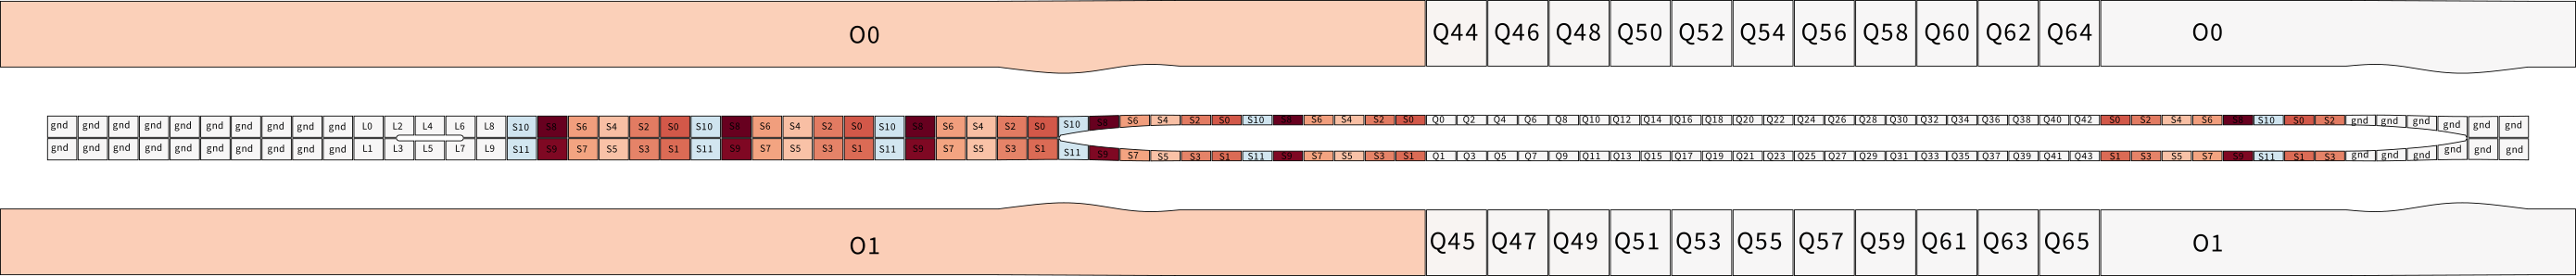 O0 Q44 Q46 Q48 Q50 Q52 Q54 Q56 Q58 Q60 Q62 Q64 O0
gnd gnd gnd gnd gnd gnd gnd gnd gnd gnd L0 L2 L4 L6 L8 S10 S8 S6 S4 S2 S0 S10 S8 S6 S4 S2 S0 S10 S8 S6 S4 S2 S0 S10 S8 S6 S4 S2 S0 S10 S8 S6 S4 S2 S0 Q0 Q2 Q4 Q6 Q8 Q10 Q12 Q14 Q16 Q18 Q20 Q22 Q24 Q26 Q28 Q30 Q32 Q34 Q36 Q38 Q40 Q42 S0 S2 S4 S6 S8 S10 S0 S2 gnd gnd gnd gnd gnd gnd
gnd gnd gnd gnd gnd gnd gnd gnd gnd gnd L1 L3 L5 L7 L9 S11 S9 S7 S5 S3 S1 S11 S9 S7 S5 S3 S1 S11 S9 S7 S5 S3 S1 S11 S9 S7 S5 S3 S1 S11 S9 S7 S5 S3 S1 Q1 Q3 Q5 Q7 Q9 Q11 Q13 Q15 Q17 Q19 Q21 Q23 Q25 Q27 Q29 Q31 Q33 Q35 Q37 Q39 Q41 Q43 S1 S3 S5 S7 S9 S11 S1 S3 gnd gnd gnd gnd gnd gnd
O1 Q45 Q47 Q49 Q51 Q53 Q55 Q57 Q59 Q61 Q63 Q65 O1